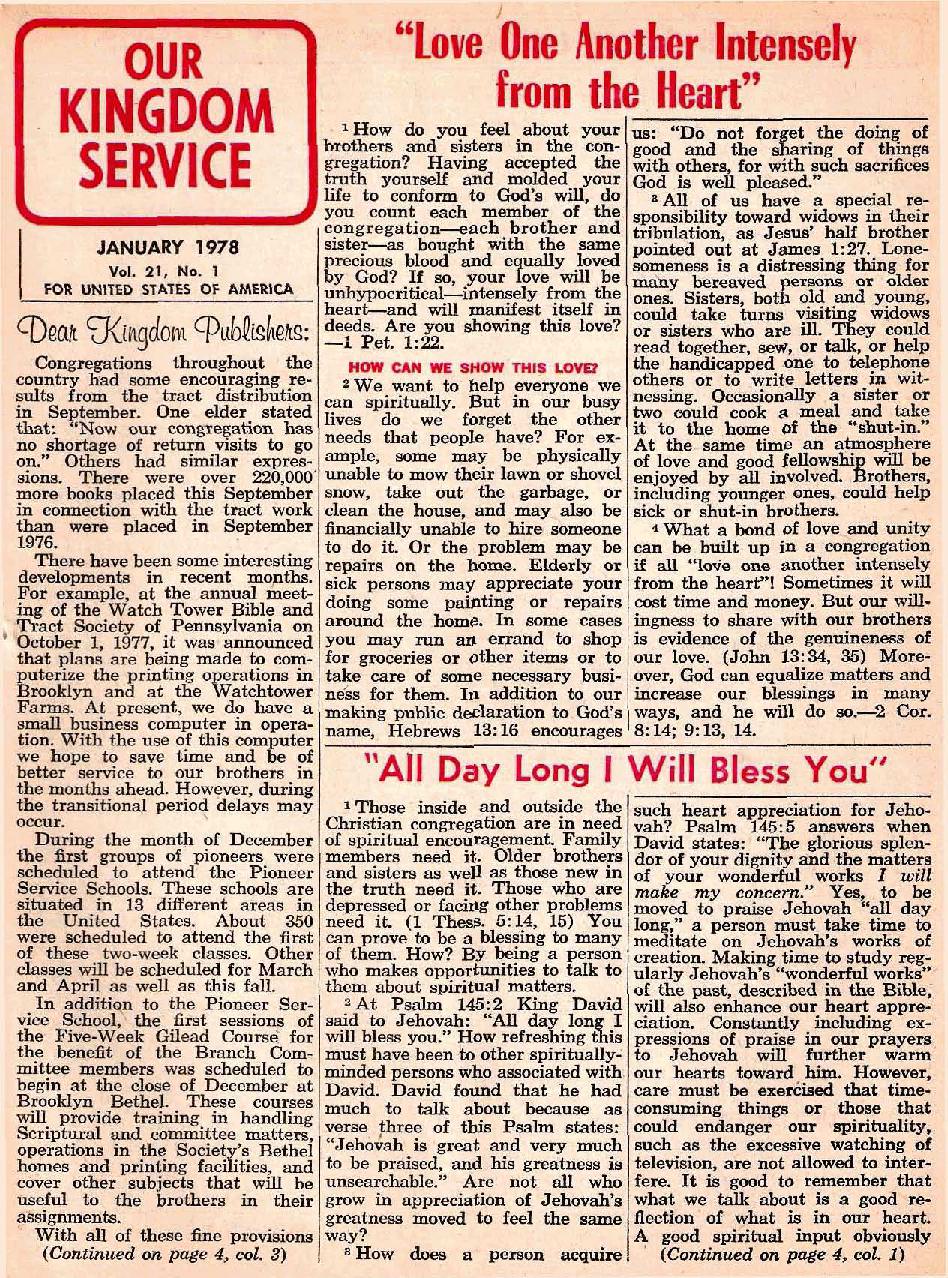 OUR
KINGDOM
SERVICE
JANUARY 1978
Vol. 21, No. 1
FOR UNITED STATES OF AMERICA
Dear Kingdom Publishers:
Congregations throughout the
country had some encouraging re-
sults from the tract distribution
in September. One elder stated
that: "Now our congregation has
no shortage of return visits to go
on." Others had similar expres-
sions. There were over 220,000
more books placed this September
in connection with the tract work
than were placed in September
1976.
There have been some interesting
developments in recent months.
For example, at the annual meet-
ing of the Watch Tower Bible and
Tract Society of Pennsylvania on
October 1, 1977, it was announced
that plans are being made to com-
puterize the printing operations in
Brooklyn and at the Watchtower
Farms. At present, we do have a
small business computer in opera-
tion. With the use of this computer
we hope to save time and be of
better service to our brothers in
the months ahead. However, during
the transitional period delays may
occur.
During the month of December
the first groups of pioneers were
scheduled to attend the Pioneer
Service Schools. These schools are
situated in 13 different areas in
the United States. About 350
were scheduled to attend the first
of these two-week classes. Other
classes will be scheduled for March
and April as well as this fall.
In addition to the Pioneer Ser-
vice School, the first sessions of
the Five-Week Gilead Course for
the benefit of the Branch Com-
mittee members was scheduled to
begin at the close of December at
Brooklyn Bethel. These courses
will provide training in handling
Scriptural and committee matters,
operations in the Society's Bethel
homes and printing facilities, and
cover other subjects that will be
useful to the brothers in their
assignments.
With all of these fine provisions
(Continued on page 4, col. 3)
"Love One Another Intensely
from the Heart"
1 How do you feel about your
brothers and sisters in the con-
gregation? Having accepted the
truth yourself and molded your
life to conform to God's will, do
you count each member of the
congregation—each brother and
sister—as bought with the same
precious blood and equally loved
by God? If so, your love will be
unhypocritical—intensely from the
heart—and will manifest itself in
deeds. Are you showing this love?
—1 Pet. 1:22.
HOW CAN WE SHOW THIS LOVE?
2 We want to help everyone we
can spiritually. But in our busy
lives do we forget the other
needs that people have? For ex-
ample, some may be physically
unable to mow their lawn or shovel
snow, take out the garbage, or
clean the house, and may also be
financially unable to hire someone
to do it. Or the problem may be
repairs on the home. Elderly or
sick persons may appreciate your
doing some painting or repairs
around the home. In some cases
you may run an errand to shop
for groceries or other items or to
take care of some necessary busi-
ness for them. In addition to our
making public declaration to God's
name, Hebrews 13:16 encourages
us: "Do not forget the doing of
good and the sharing of things
with others, for with such sacrifices
God is well pleased."
3 All of us have a special re-
sponsibility toward widows in their
tribulation, as Jesus' half brother
pointed out at James 1:27. Lone-
someness is a distressing thing for
many bereaved persons or older
ones. Sisters, both old and young,
could take turns visiting widows
or sisters who are ill. They could
read together, sew, or talk, or help
the handicapped one to telephone
others or to write letters in wit-
nessing. Occasionally a sister or
two could cook a meal and take
it to the home of the "shut-in."
At the same time an atmosphere
of love and good fellowship will be
enjoyed by all involved. Brothers,
including younger ones, could help
sick or shut-in brothers.
4 What a bond of love and unity
can be built up in a congregation
if all "love one another intensely
from the heart"! Sometimes it will
cost time and money. But our will-
ingness to share with our brothers
is evidence of the genuineness of
our love. (John 13:34, 35) More-
over, God can equalize matters and
increase our blessings in many
ways, and he will do so.—2 Cor.
8:14; 9:13, 14.
"All Day Long I Will Bless You"
1 Those inside and outside the
Christian congregation are in need
of spiritual encouragement. Family
members need it. Older brothers
and sisters as well as those new in
the truth need it. Those who are
depressed or facing other problems
need it. (1 Thess. 5:14, 15) You
can prove to be a blessing to many
of them. How? By being a person
who makes opportunities to talk to
them about spiritual matters.
2 At Psalm 145:2 King David
said to Jehovah: "All day long I
will bless you." How refreshing this
must have been to other spiritually-
minded persons who associated with
David. David found that he had
much to talk about because as
verse three of this Psalm states:
"Jehovah is great and very much
to be praised, and his greatness is
unsearchable." Are not all who
grow in appreciation of Jehovah's
greatness moved to feel the same
way?
3 How does a person acquire
such heart appreciation for Jeho-
vah? Psalm 145:5 answers when
David states: "The glorious splen-
dor of your dignity and the matters
of your wonderful works I will
make my concern." Yes, to be
moved to praise Jehovah "all day
long," a person must take time to
meditate on Jehovah's works of
creation. Making time to study reg-
ularly Jehovah's "wonderful works"
of the past, described in the Bible,
will also enhance our heart appre-
ciation. Constantly including ex-
pressions of praise in our prayers
to Jehovah will further warm
our hearts toward him. However,
care must be exercised that time-
consuming things or those that
could endanger our spirituality,
such as the excessive watching of
television, are not allowed to inter-
fere. It is good to remember that
what we talk about is a good re-
flection of what is in our heart.
A good spiritual input obviously
(Continued on page 4, col. 1)